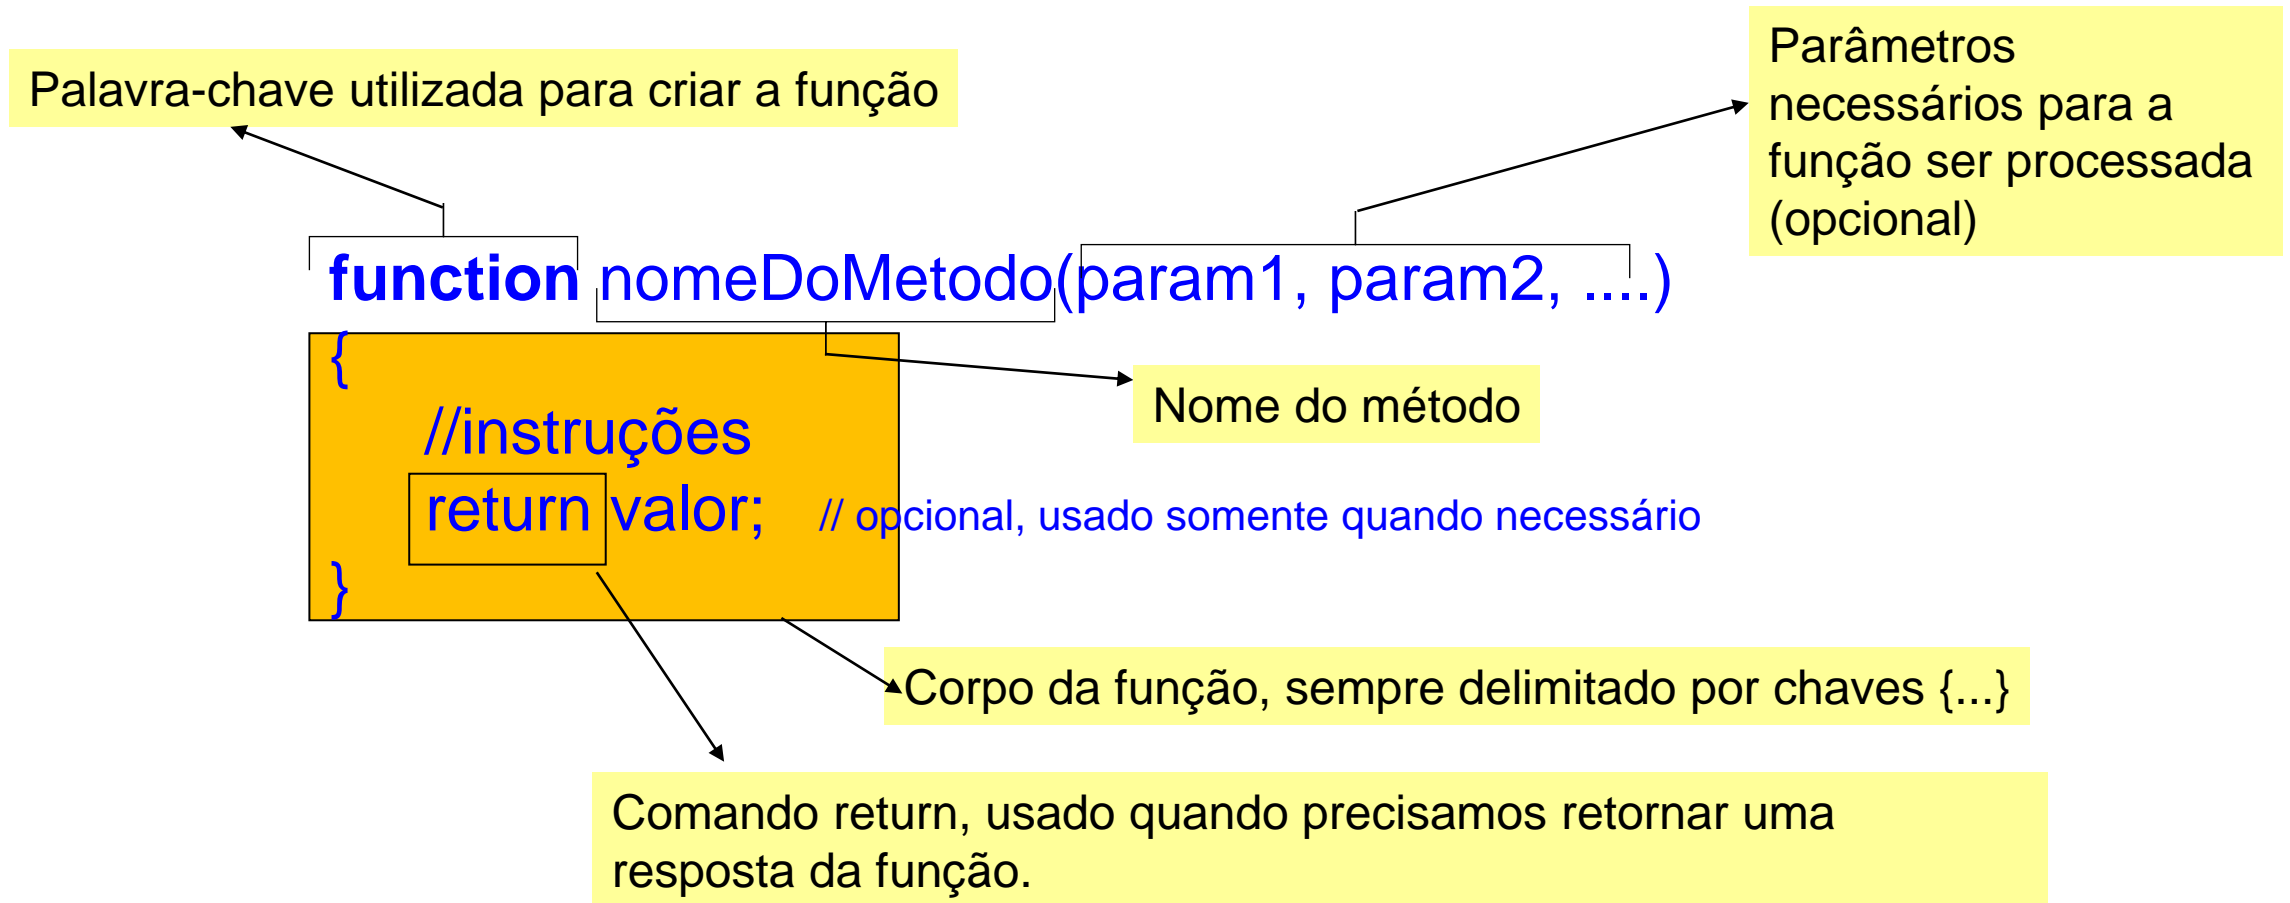 Palavra-chave utilizada para criar a função
Parâmetros
necessários para a
função ser processada
(opcional)
function nomeDoMetodo(param1, param2, ....)
{
Nome do método
//instruções
return valor; // opcional, usado somente quando necessário
}
Corpo da função, sempre delimitado por chaves {...}
Comando return, usado quando precisamos retornar uma
resposta da função.